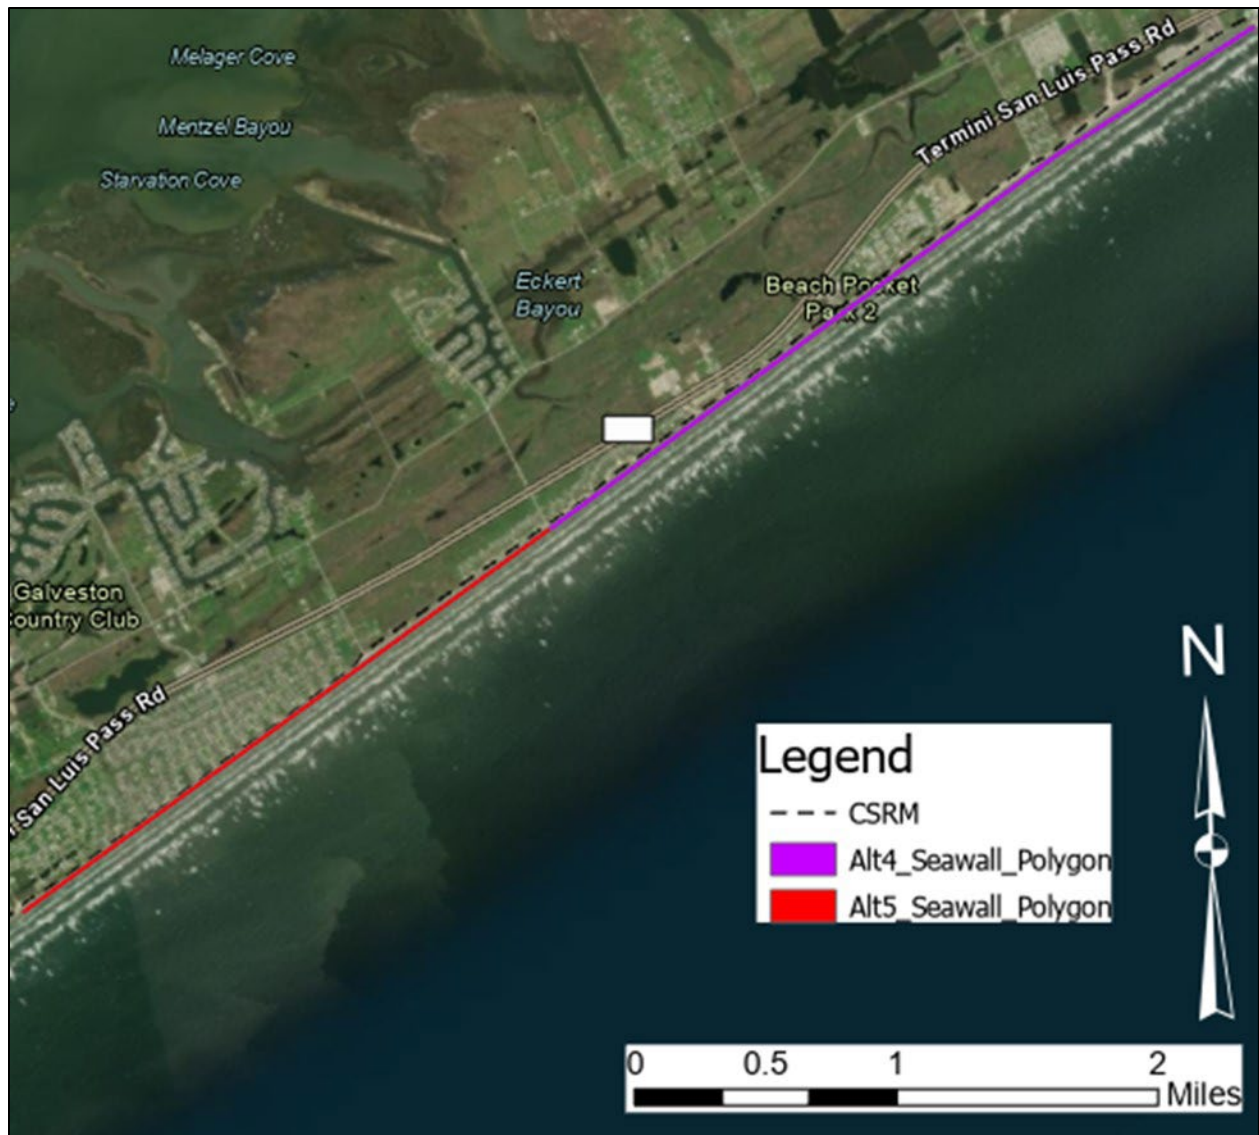 Melager Cove
Mentzel Bayou
Starvation Cove
Termini San Luis Pass Rd
Eckert
Bayou
Beach Pocket
Park 2
Galveston
ountry Club
San Luis Pass Rd
N
Legend
CSRM
Alt4_Seawall_Polygon
Alt5_Seawall_Polygon
0 0.5 1 2
Miles